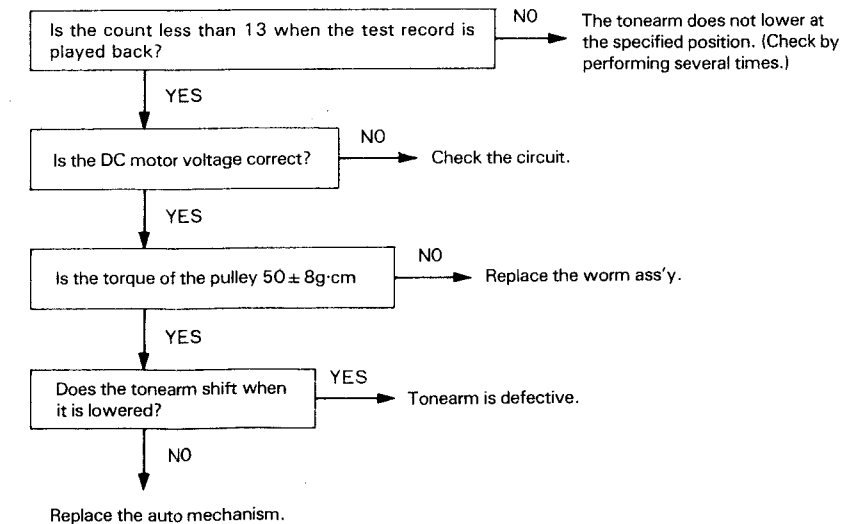 Is the count less than 13 when the test record is
played back?
NO
The tonearm does not lower at
the specified position. (Check by
performing several times.)
YES
Is the DC motor voltage correct?
NO
Check the circuit.
YES
Is the torque of the pulley 50 ± 8g·cm
NO
Replace the worm ass'y.
YES
Does the tonearm shift when
it is lowered?
YES
Tonearm is defective.
NO
Replace the auto mechanism.